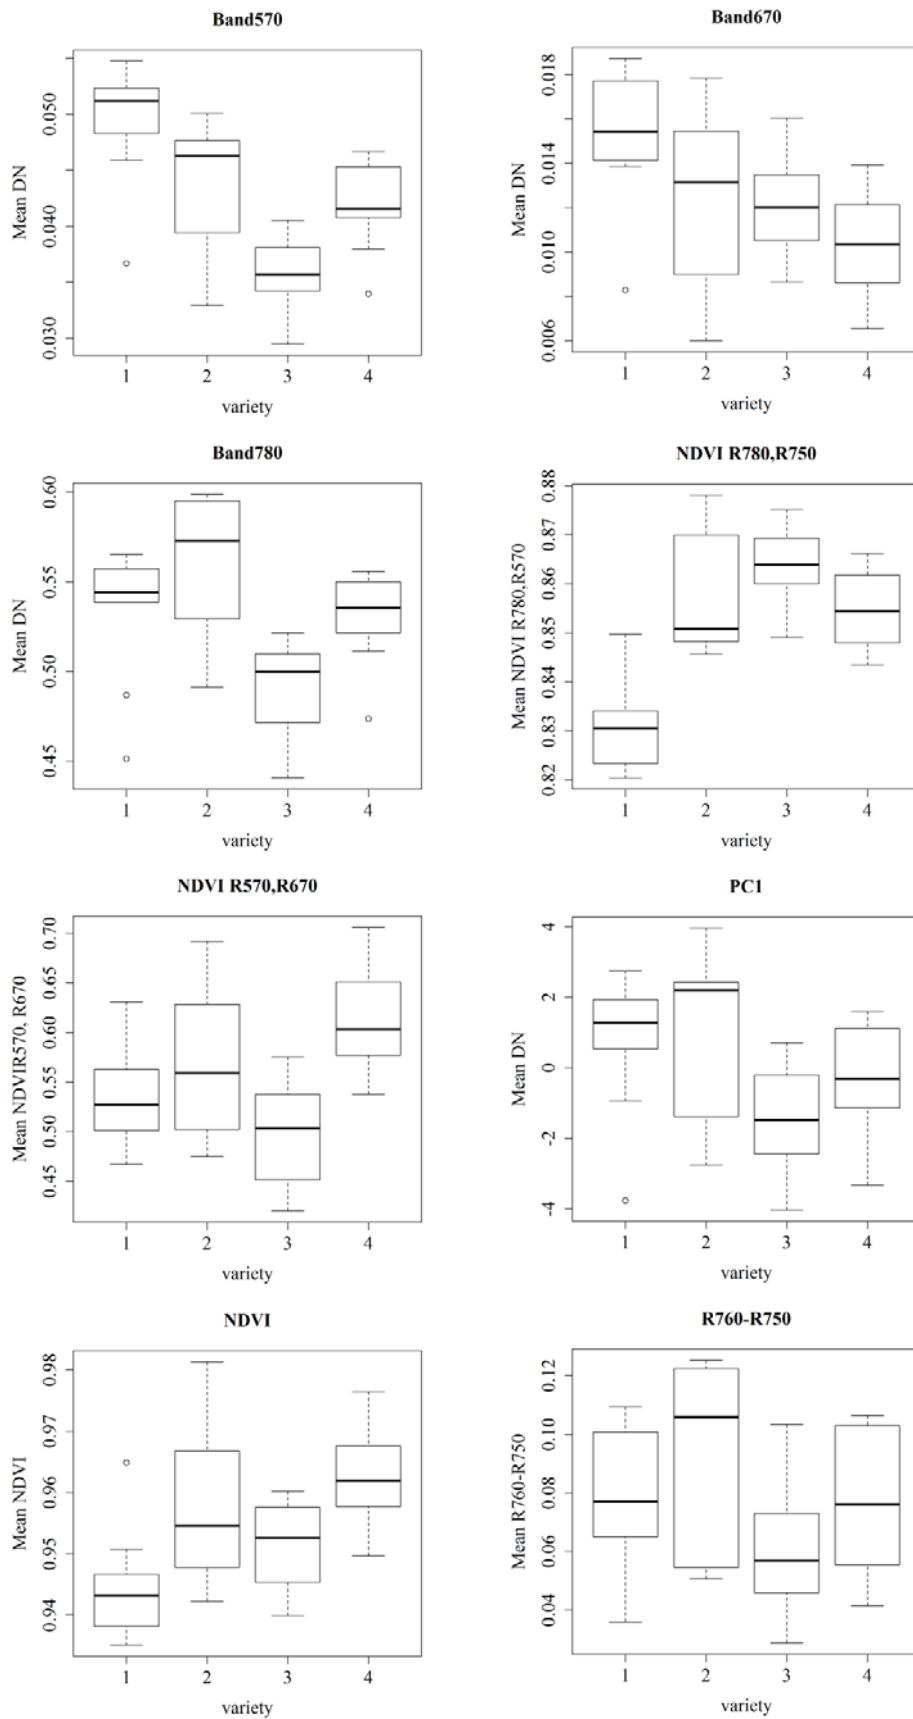 Band570
Mean DN
0.050
0.040
0.030
1 2 3 4
variety
Band670
Mean DN
0.018
0.014
0.010
0.006
1 2 3 4
variety
Band780
Mean DN
0.60
0.55
0.50
0.45
1 2 3 4
variety
NDVI R780,R750
Mean NDVI R780,R570
0.88
0.87
0.86
0.85
0.84
0.83
0.82
1 2 3 4
variety
NDVI R570,R670
Mean NDVIR570, R670
0.70
0.65
0.60
0.55
0.50
0.45
1 2 3 4
variety
PC1
Mean DN
4
2
0
-2
-4
1 2 3 4
variety
NDVI
Mean NDVI
0.98
0.97
0.96
0.95
0.94
1 2 3 4
variety
R760-R750
Mean R760-R750
0.12
0.10
0.08
0.06
0.04
1 2 3 4
variety